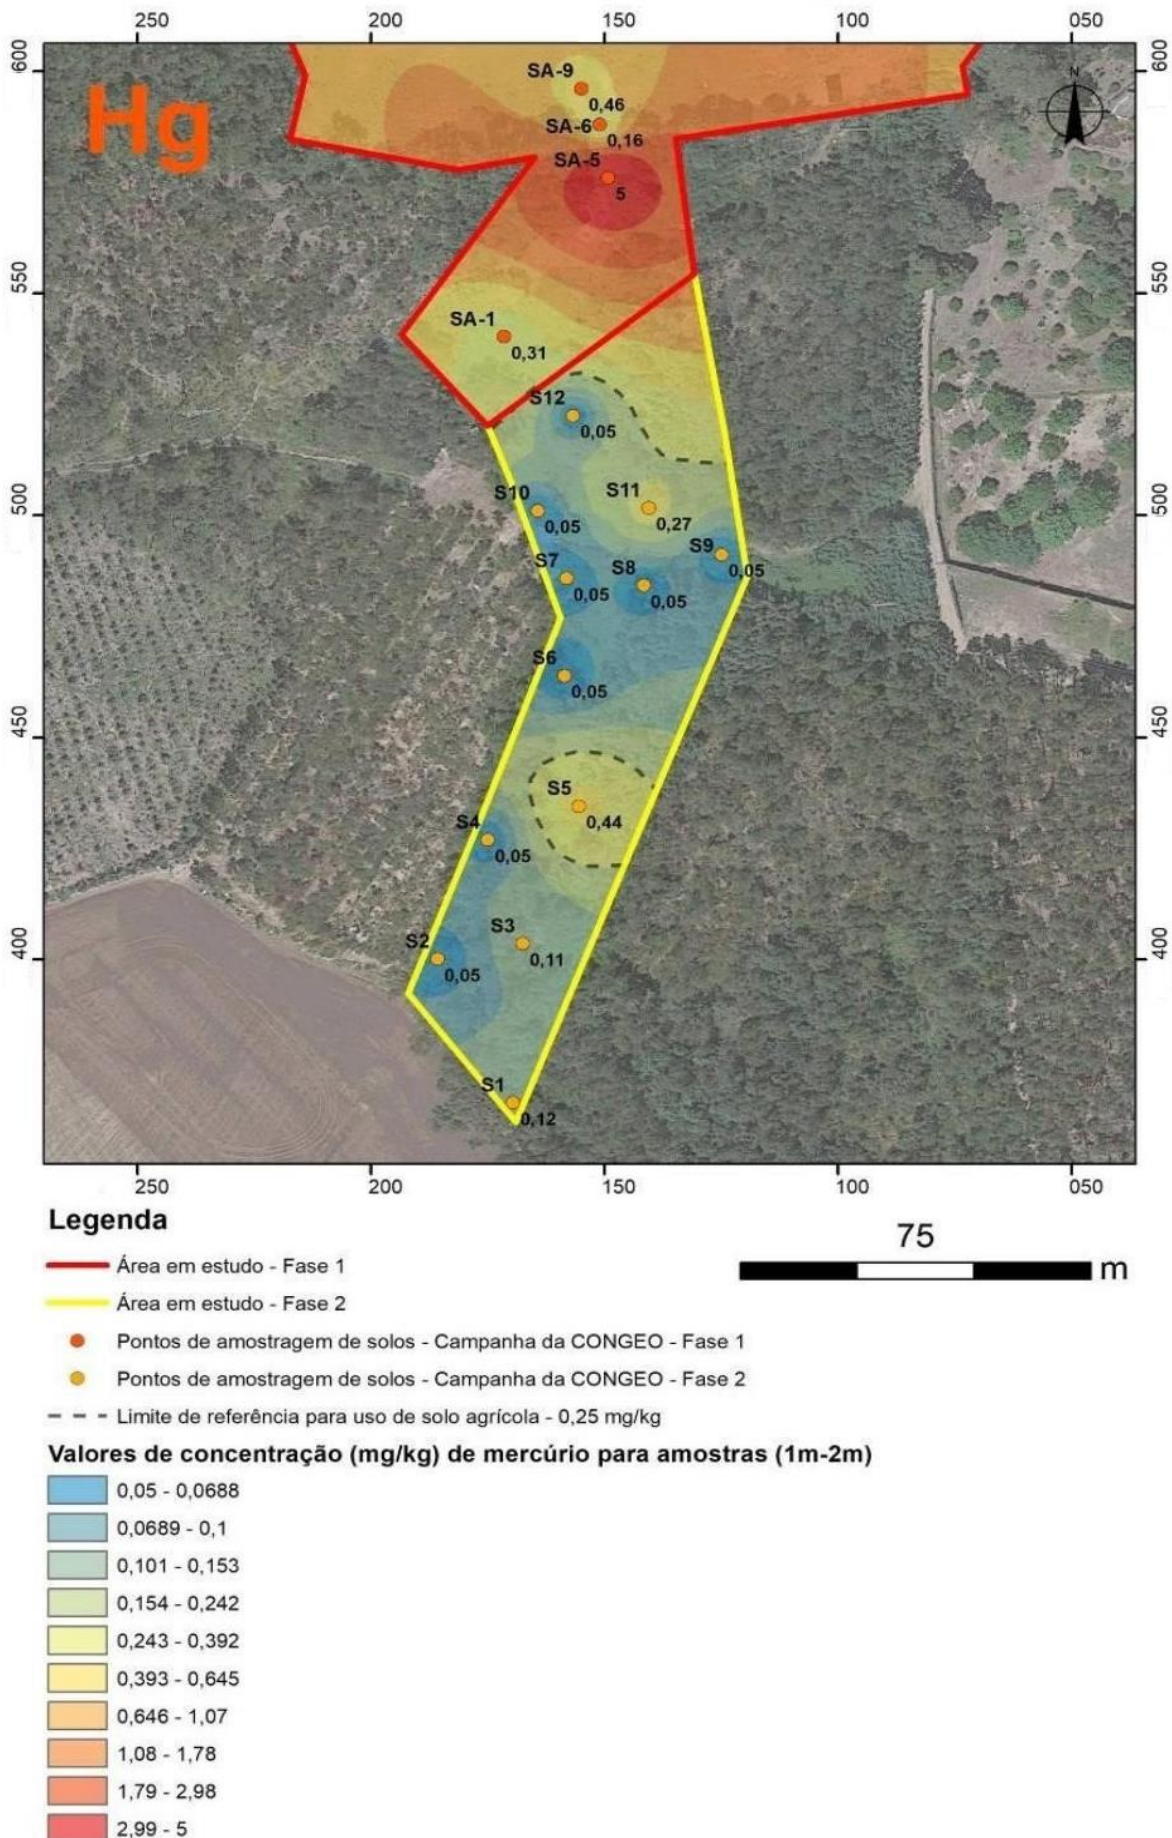 250 200 150 100 050
600 600
Hg
N
SA-9
0,46
SA-6
0,16
SA-5
5
550 550
SA-1
0,31
S12
0,05
S10
0,05
S11
0,27
500 500
S9
0,05
S7
0,05
S8
0,05
S6
0,05
450 450
S5
0,44
S4
0,05
S3
0,11
400 400
S2
0,05
S1
0,12
250 200 150 100 050
Legenda
75
m
Área em estudo - Fase 1
Área em estudo - Fase 2
Pontos de amostragem de solos - Campanha da CONGEO - Fase 1
Pontos de amostragem de solos - Campanha da CONGEO - Fase 2
Limite de referência para uso de solo agrícola - 0,25 mg/kg
Valores de concentração (mg/kg) de mercúrio para amostras (1m-2m)
0,05 - 0,0688
0,0689 - 0,1
0,101 - 0,153
0,154 - 0,242
0,243 - 0,392
0,393 - 0,645
0,646 - 1,07
1,08 - 1,78
1,79 - 2,98
2,99 - 5